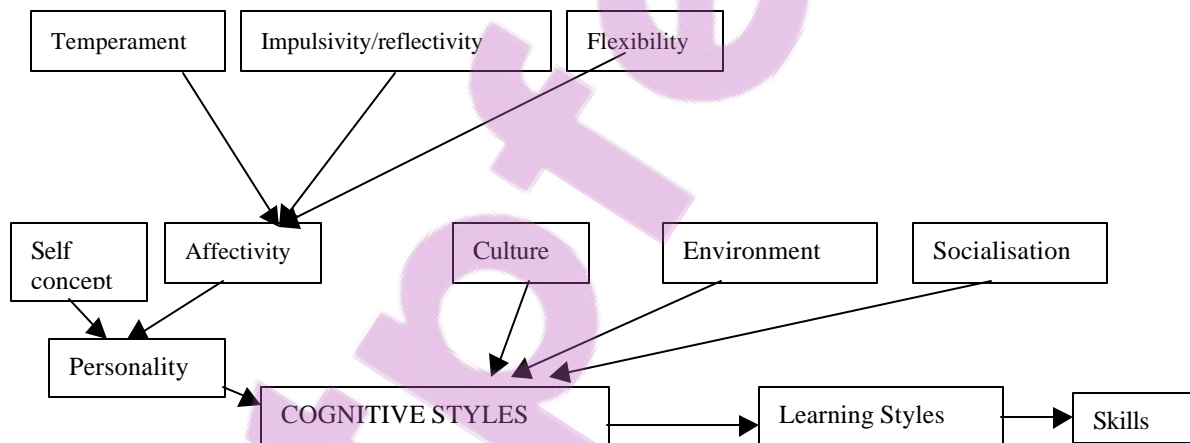 Temperament
Impulsivity/reflectivity
Flexibility
Self
concept
Affectivity
Culture
Environment
Socialisation
Personality
COGNITIVE STYLES
Learning Styles
Skills